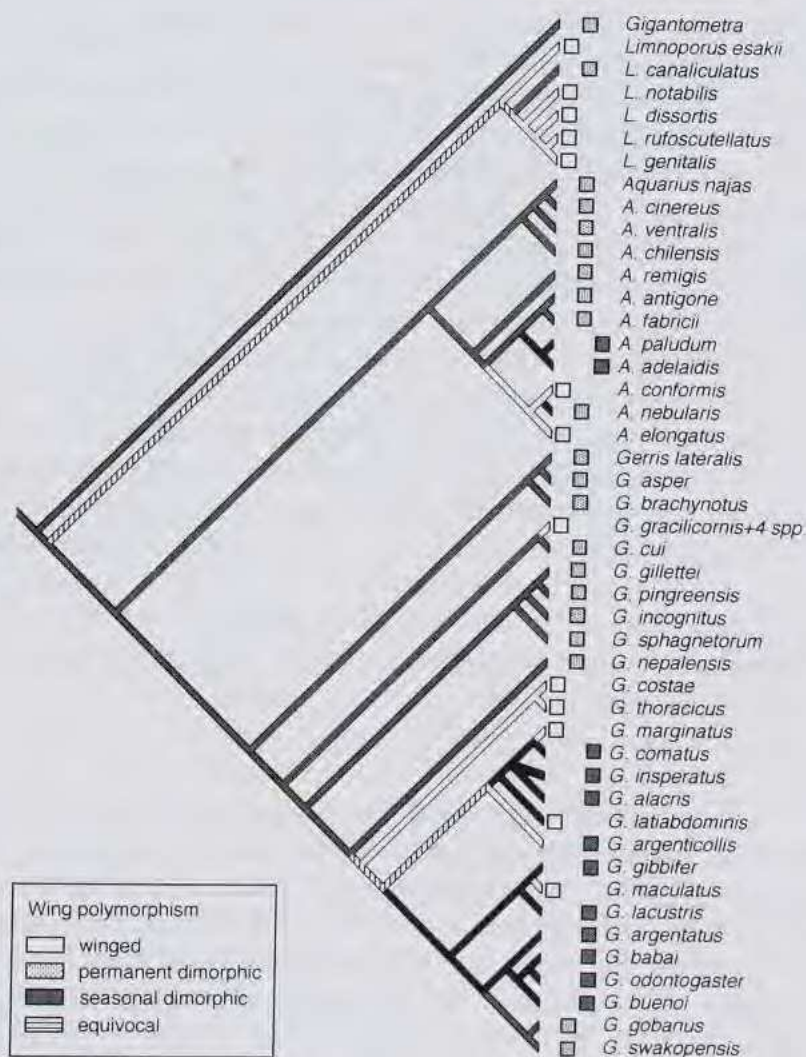 Gigantometra
Limnoporus esakii
L. canaliculatus
L. notabilis
L. dissortis
L. rufoscutellatus
L. genitalis
Aquarius najas
A. cinereus
A. ventralis
A. chilensis
A. remigis
A. antigone
A. fabricii
A. paludum
A. adelaidis
A. conformis
A. nebularis
A. elongatus
Gerris lateralis
G. asper
G. brachynotus
G. gracilicornis+4 spp
G. cui
G. gillettei
G. pingreensis
G. incognitus
G. sphagnetorum
G. nepalensis
G. costae
G. thoracicus
G. marginatus
G. comatus
G. insperatus
G. alacris
G. latiabdominis
G. argenticollis
G. gibbifer
G. maculatus
G. lacustris
G. argentatus
G. babai
G. odontogaster
G. buenoi
G. gobanus
G. swakopensis
Wing polymorphism
winged
permanent dimorphic
seasonal dimorphic
equivocal